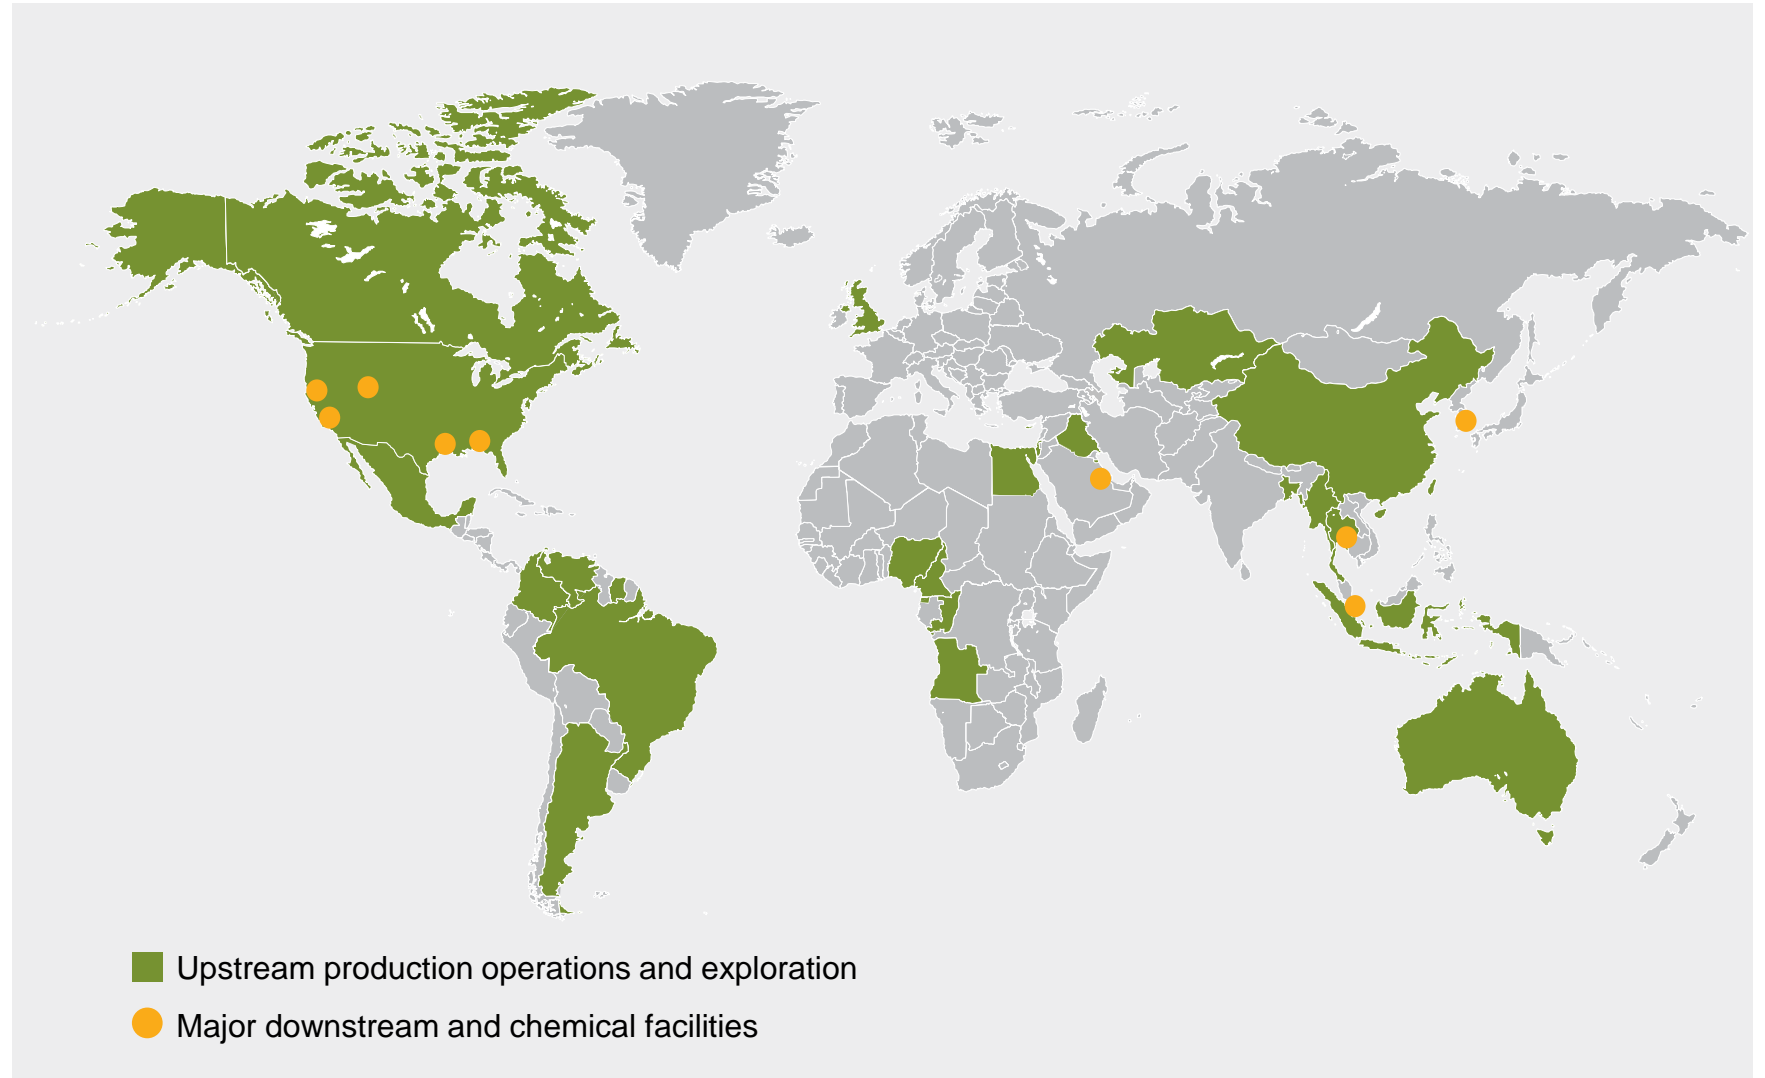 Upstream production operations and exploration
Major downstream and chemical facilities